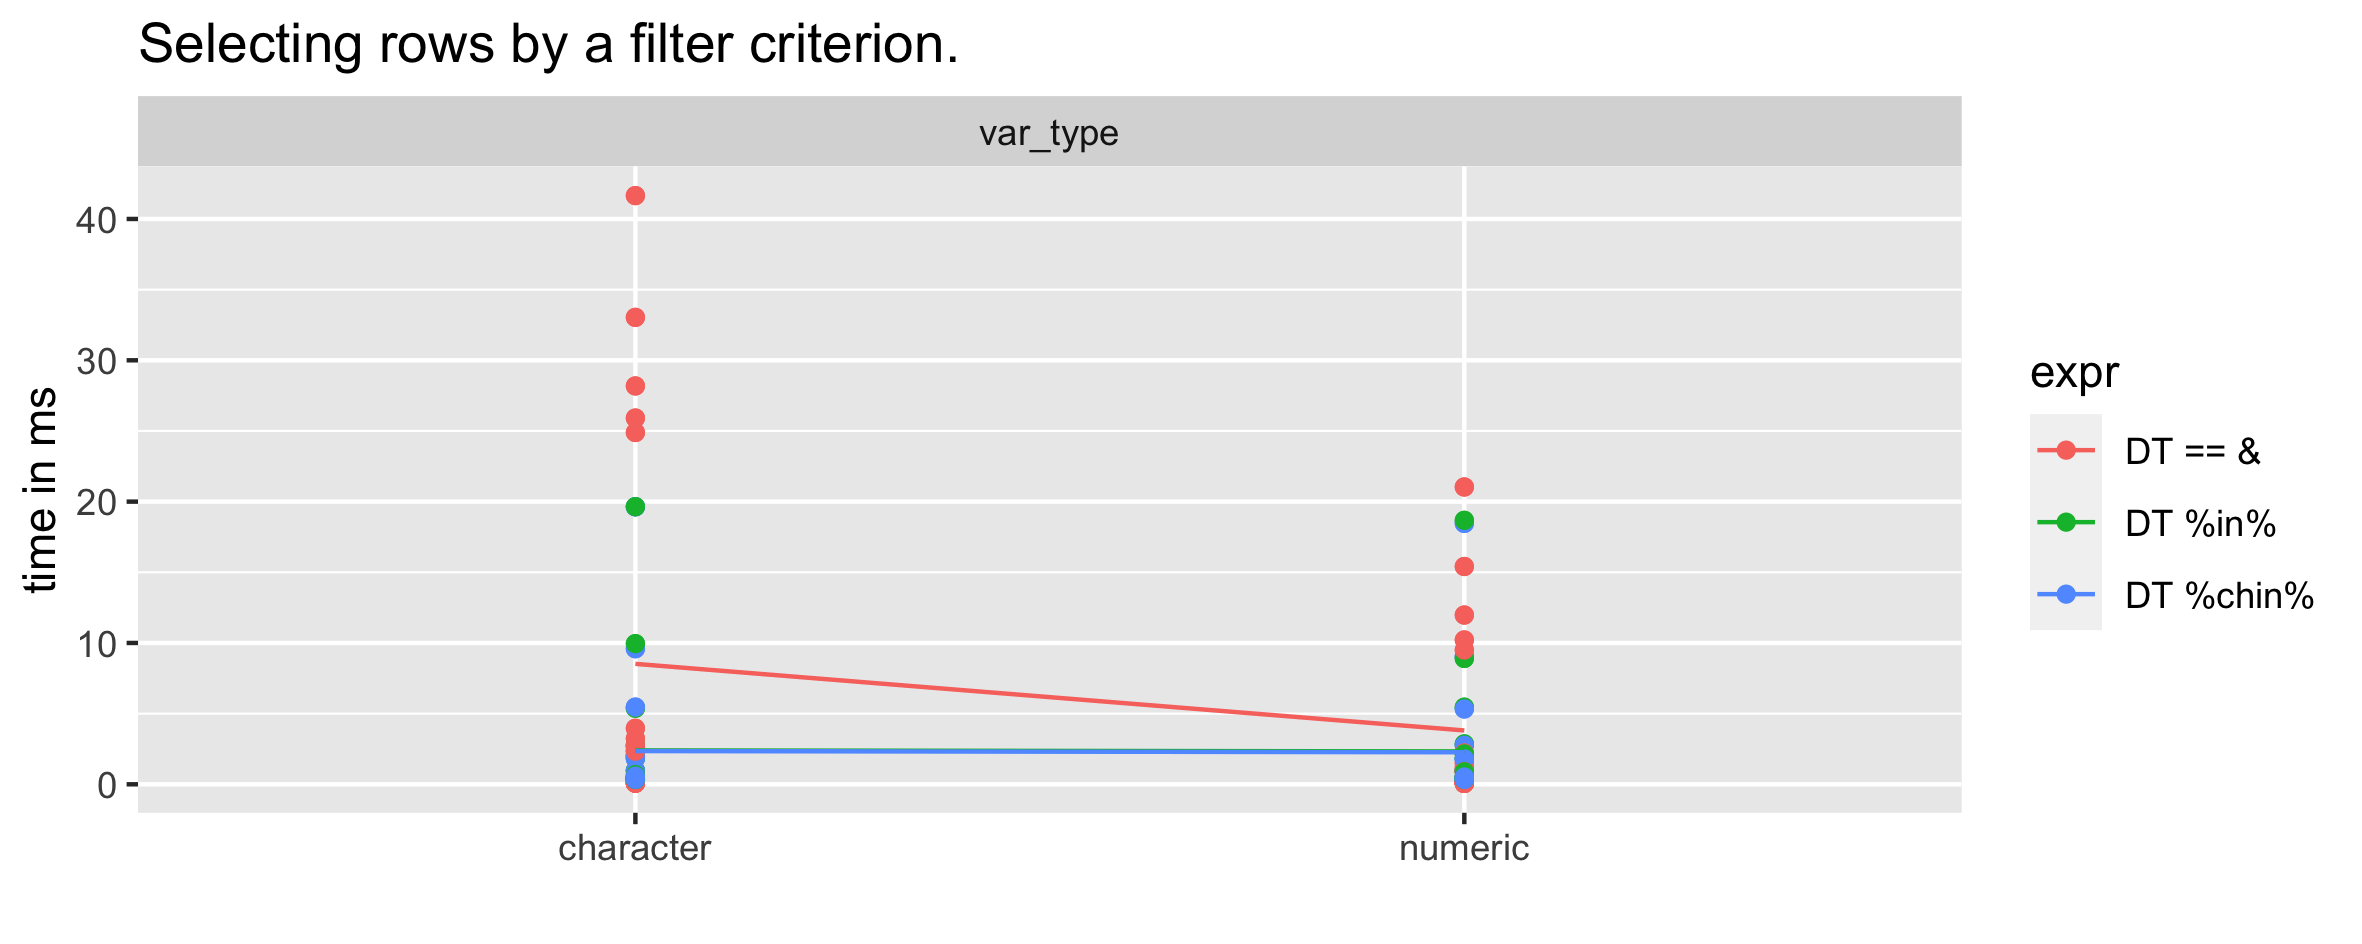 Selecting rows by a filter criterion.
var_type
40
30
20
10
0
time in ms
character
numeric
expr
DT == &
DT %in%
DT %chin%